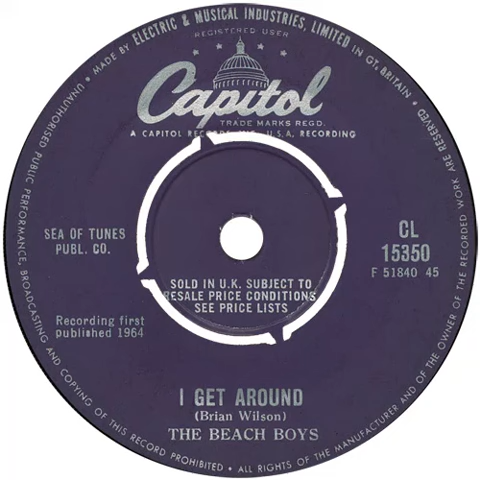 MADE BY ELECTRIC & MUSICAL INDUSTRIES, LIMITED IN GT. BRITAIN • ALL RIGHTS OF THE MANUFACTURER AND OF THE OWNER OF THE RECORDED WORK ARE RESERVED
UNAUTHORISED PUBLIC PERFORMANCE, BROADCASTING AND COPYING OF THIS RECORD PROHIBITED •
REGISTERED USER
Capitol
TRADE MARKS REGD.
A CAPITOL RECORDS, INC., U.S.A. RECORDING
SEA OF TUNES
PUBL. CO.
CL
15350
F 51840 45
SOLD IN U.K. SUBJECT TO
RESALE PRICE CONDITIONS
SEE PRICE LISTS
Recording first
published 1964
I GET AROUND
(Brian Wilson)
THE BEACH BOYS